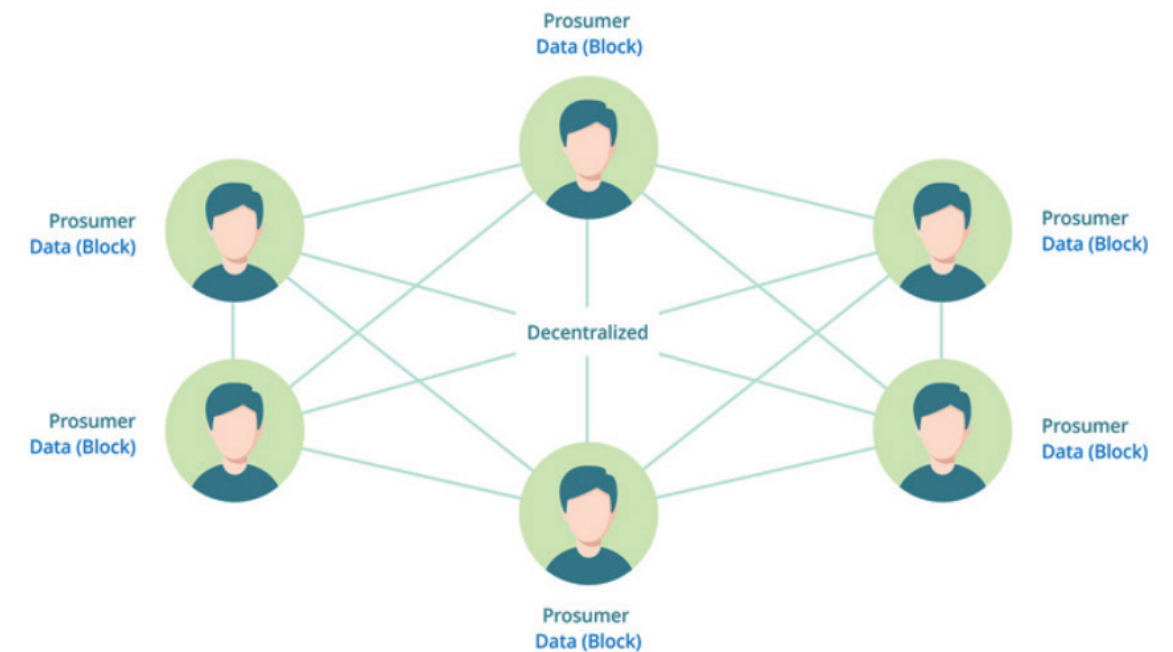 Prosumer
Data (Block)
Prosumer
Data (Block)
Prosumer
Data (Block)
Decentralized
Prosumer
Data (Block)
Prosumer
Data (Block)
Prosumer
Data (Block)